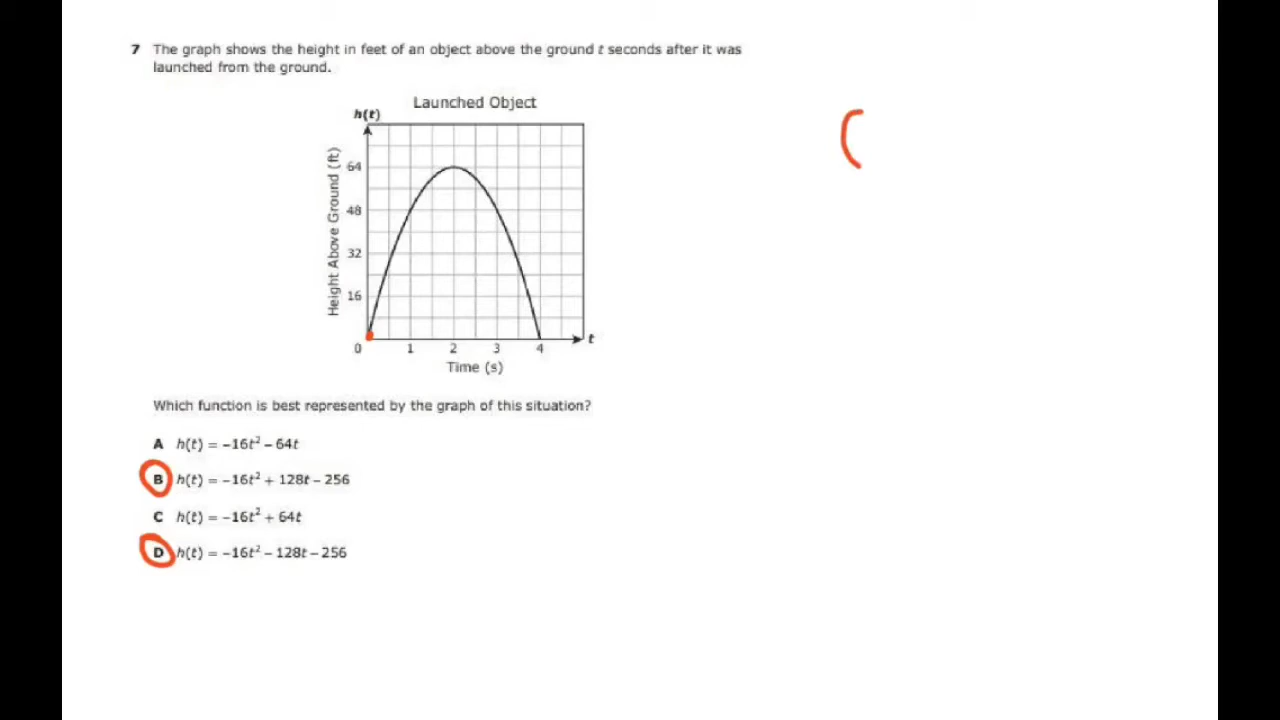 7 The graph shows the height in feet of an object above the ground t seconds after it was
launched from the ground.
Launched Object
h(t)
Height Above Ground (ft)
64
48
32
16
0 1 2 3 4
t
Time (s)
Which function is best represented by the graph of this situation?
A h(t) = −16t² − 64t
B h(t) = −16t² + 128t − 256
C h(t) = −16t² + 64t
D h(t) = −16t² − 128t − 256
(